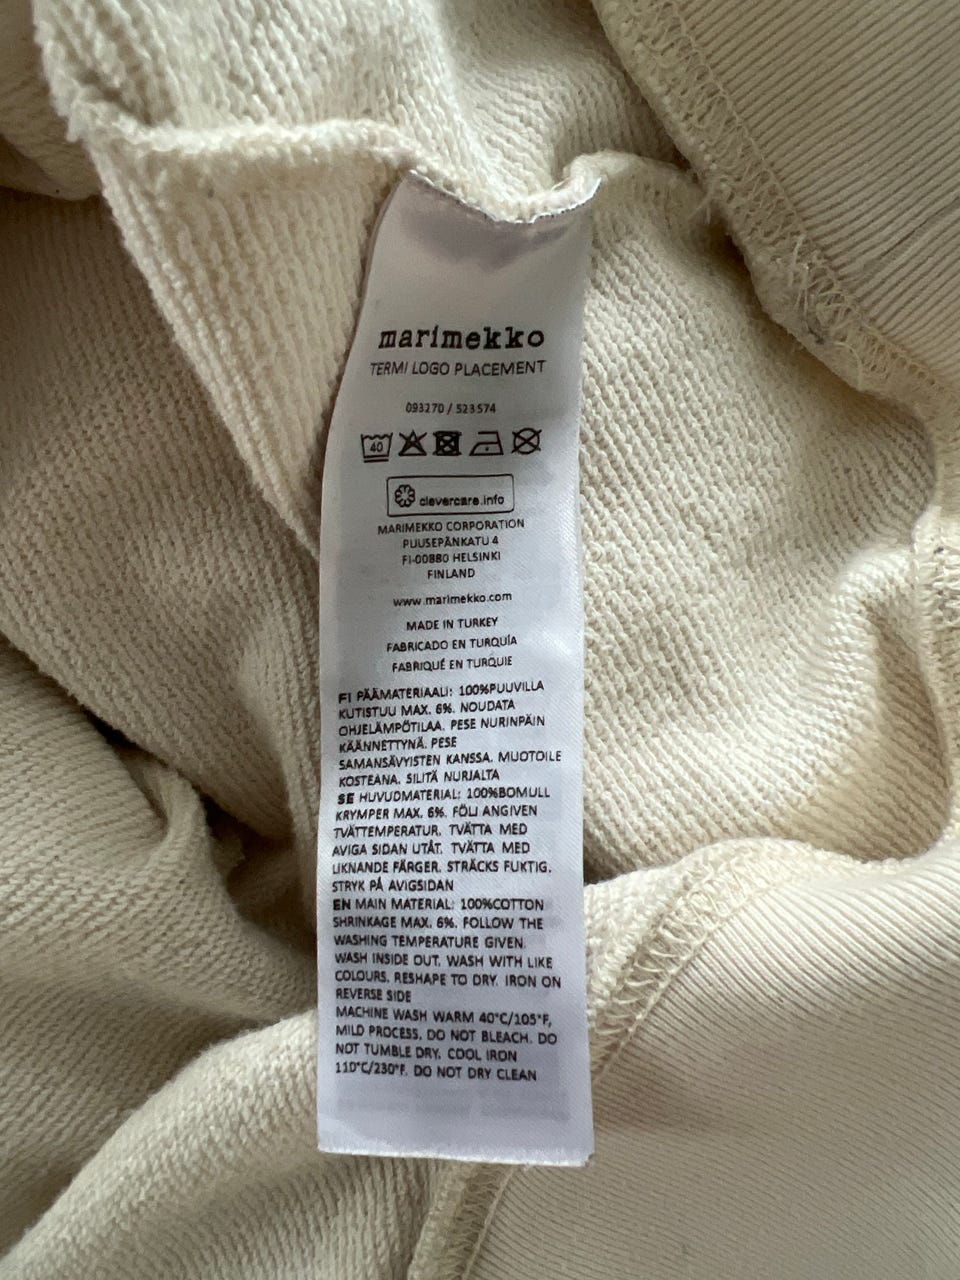 marimekko
TERMI LOGO PLACEMENT
093270 / 523574
40
clevercare.info
MARIMEKKO CORPORATION
PUUSEPÄNKATU 4
FI-00880 HELSINKI
FINLAND
www.marimekko.com
MADE IN TURKEY
FABRICADO EN TURQUÍA
FABRIQUÉ EN TURQUIE
FI PÄÄMATERIAALI: 100%PUUVILLA
KUTISTUU MAX. 6%. NOUDATA
OHJELÄMPÖTILAA. PESE NURINPÄIN
KÄÄNNETTYNÄ. PESE
SAMANSÄVYISTEN KANSSA. MUOTOILE
KOSTEANA. SILITÄ NURJALTA
SE HUVUDMATERIAL: 100%BOMULL
KRYMPER MAX. 6%. FÖLJ ANGIVEN
TVÄTTEMPERATUR. TVÄTTA MED
AVIGA SIDAN UTÅT. TVÄTTA MED
LIKNANDE FÄRGER. STRÄCKS FUKTIG.
STRYK PÅ AVIGSIDAN
EN MAIN MATERIAL: 100%COTTON
SHRINKAGE MAX. 6%. FOLLOW THE
WASHING TEMPERATURE GIVEN.
WASH INSIDE OUT. WASH WITH LIKE
COLOURS. RESHAPE TO DRY. IRON ON
REVERSE SIDE
MACHINE WASH WARM 40°C/105°F,
MILD PROCESS. DO NOT BLEACH. DO
NOT TUMBLE DRY. COOL IRON
110°C/230°F. DO NOT DRY CLEAN